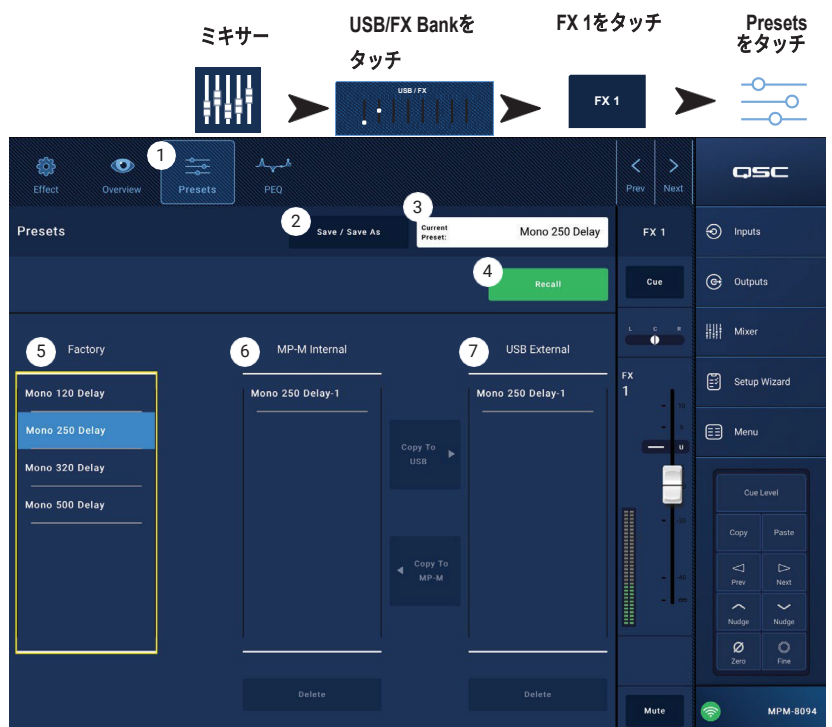 ミキサー
USB/FX Bankを
タッチ
FX 1をタッチ
Presets
をタッチ
USB / FX
FX 1
1
Effect
Overview
Presets
PEQ
Prev
Next
QSC
Presets
2
Save / Save As
3
Current
Preset:
Mono 250 Delay
FX 1
Inputs
4
Recall
Cue
Outputs
L C R
Mixer
5
Factory
6
MP-M Internal
7
USB External
FX
1
Mono 120 Delay
Mono 250 Delay
Mono 320 Delay
Mono 500 Delay
Mono 250 Delay-1
Copy To
USB
Copy To
MP-M
Mono 250 Delay-1
10
5
U
-20
-40
Setup Wizard
Menu
Cue Level
Copy
Paste
Prev
Next
Nudge
Nudge
Zero
Fine
Delete
Delete
Mute
MPM-8094